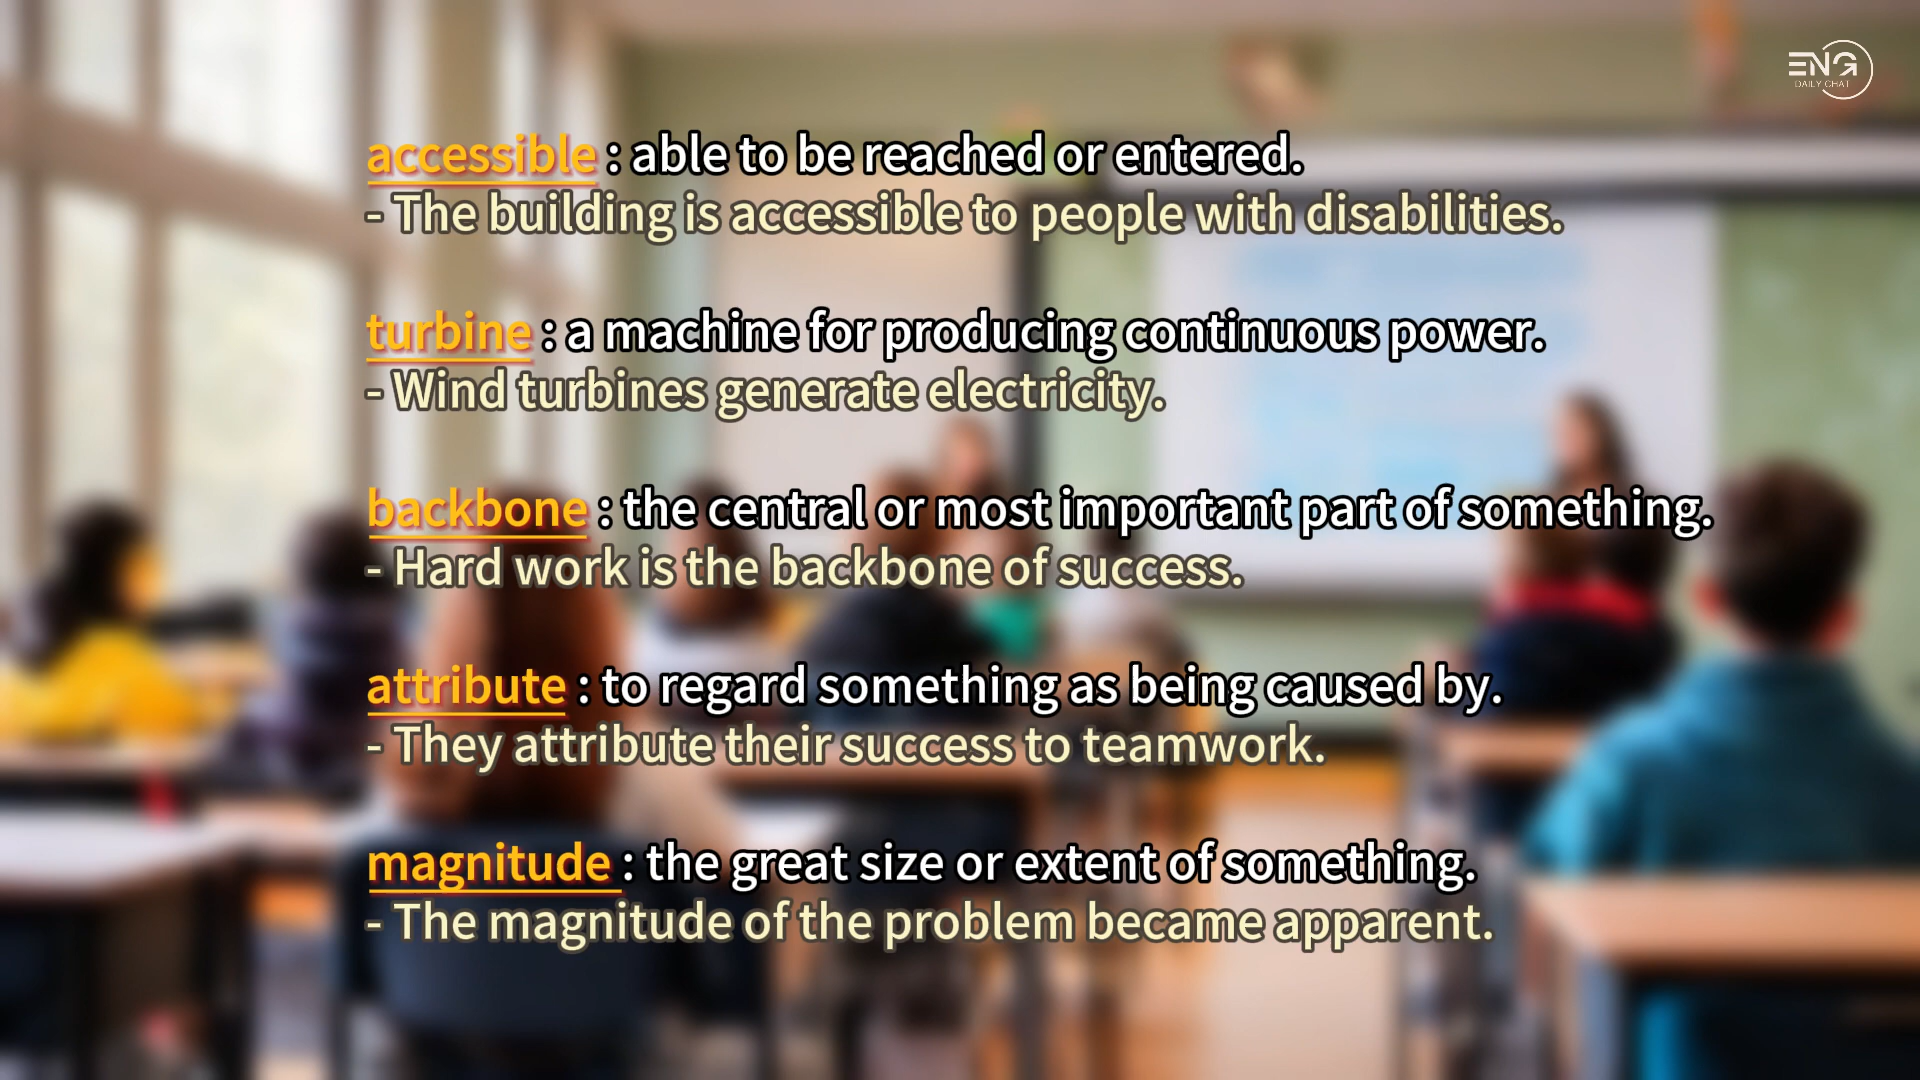 ENG
DAILY CHAT
accessible : able to be reached or entered.
- The building is accessible to people with disabilities.
turbine : a machine for producing continuous power.
- Wind turbines generate electricity.
backbone : the central or most important part of something.
- Hard work is the backbone of success.
attribute : to regard something as being caused by.
- They attribute their success to teamwork.
magnitude : the great size or extent of something.
- The magnitude of the problem became apparent.